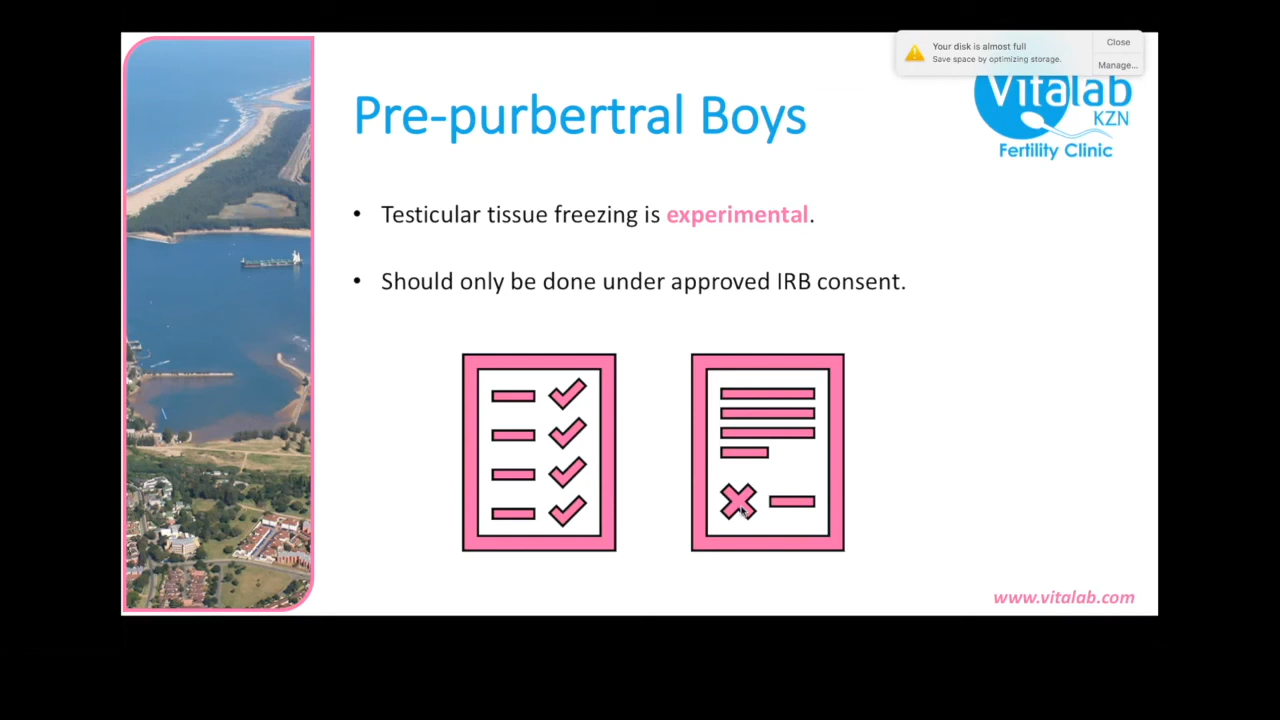 Your disk is almost full
Save space by optimizing storage.
Close
Manage...
Vitalab
KZN
Fertility Clinic
Pre-purbertral Boys
• Testicular tissue freezing is experimental.
• Should only be done under approved IRB consent.
www.vitalab.com